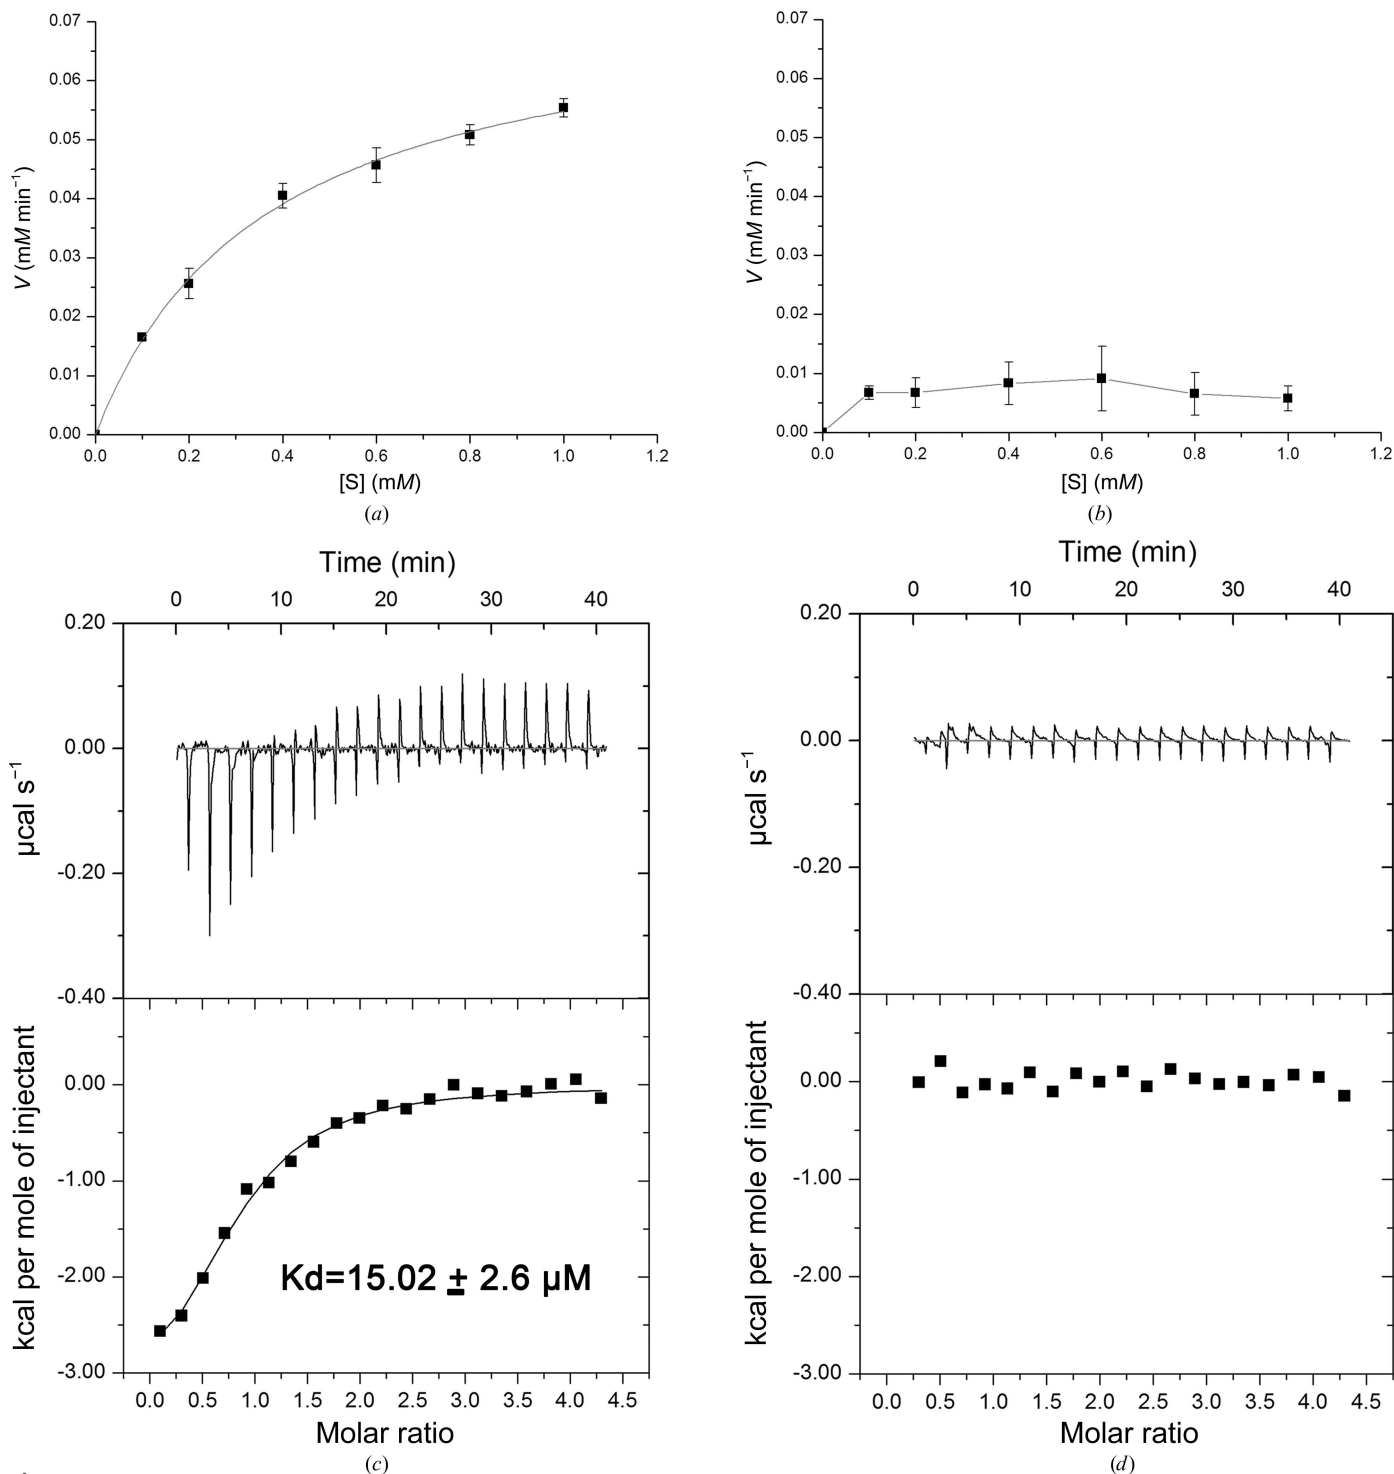 0.07
0.06
0.05
0.04
0.03
0.02
0.01
0.00
V (mM min⁻¹)
0.0 0.2 0.4 0.6 0.8 1.0 1.2
[S] (mM)
(a)
0.07
0.06
0.05
0.04
0.03
0.02
0.01
0.00
V (mM min⁻¹)
0.0 0.2 0.4 0.6 0.8 1.0 1.2
[S] (mM)
(b)
Time (min)
0 10 20 30 40
0.20
0.00
-0.20
-0.40
µcal s⁻¹
0.00
-1.00
-2.00
-3.00
kcal per mole of injectant
Kd=15.02 ± 2.6 µM
0.0 0.5 1.0 1.5 2.0 2.5 3.0 3.5 4.0 4.5
Molar ratio
(c)
Time (min)
0 10 20 30 40
0.20
0.00
-0.20
-0.40
µcal s⁻¹
0.00
-1.00
-2.00
-3.00
kcal per mole of injectant
0.0 0.5 1.0 1.5 2.0 2.5 3.0 3.5 4.0 4.5
Molar ratio
(d)